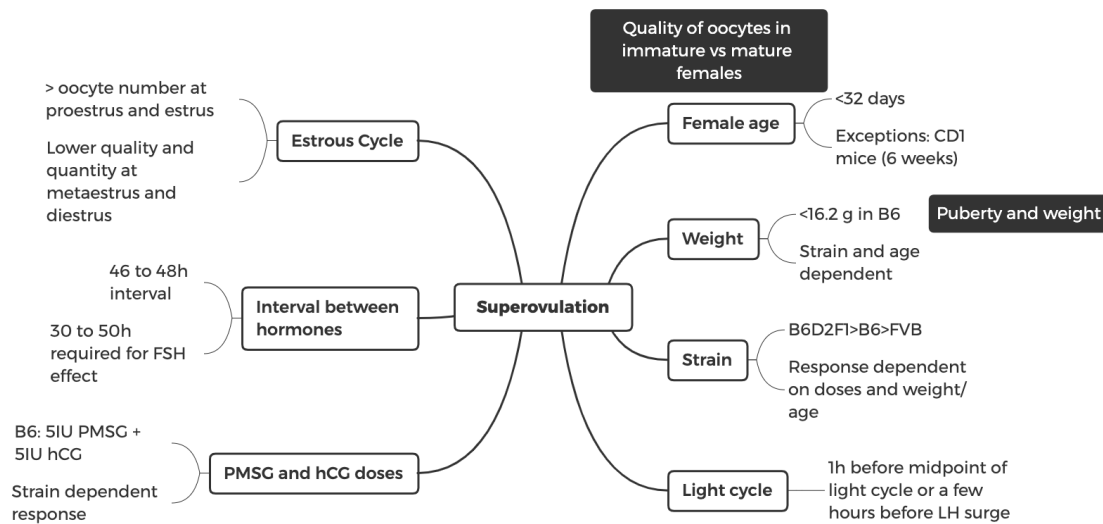 Quality of oocytes in
immature vs mature
females
> oocyte number at
proestrus and estrus
Lower quality and
quantity at
metaestrus and
diestrus
Estrous Cycle
46 to 48h
interval
30 to 50h
required for FSH
effect
Interval between
hormones
B6: 5IU PMSG +
5IU hCG
Strain dependent
response
PMSG and hCG doses
Superovulation
Female age
<32 days
Exceptions: CD1
mice (6 weeks)
Weight
<16.2 g in B6
Puberty and weight
Strain and age
dependent
Strain
B6D2F1>B6>FVB
Response dependent
on doses and weight/
age
Light cycle
1h before midpoint of
light cycle or a few
hours before LH surge